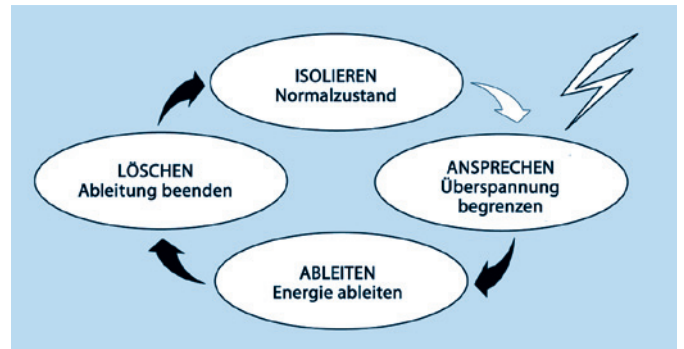 ISOLIEREN
Normalzustand
ANSPRECHEN
Überspannung
begrenzen
ABLEITEN
Energie ableiten
LÖSCHEN
Ableitung beenden